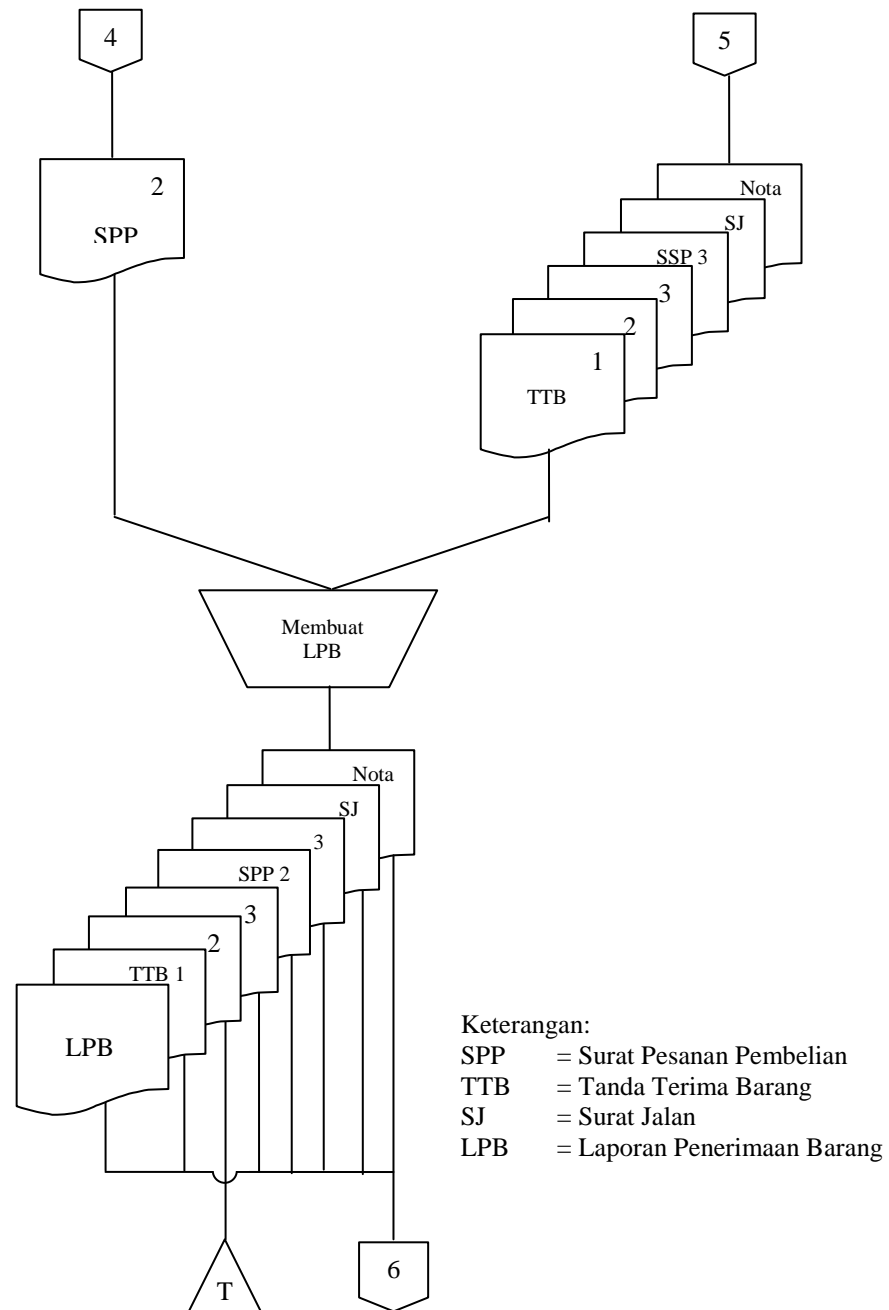 4
5
2
SPP
Nota
SJ
SSP 3
3
2
1
TTB
Membuat
LPB
Nota
SJ
3
SPP 2
3
2
TTB 1
LPB
Keterangan:
SPP = Surat Pesanan Pembelian
TTB = Tanda Terima Barang
SJ = Surat Jalan
LPB = Laporan Penerimaan Barang
T
6